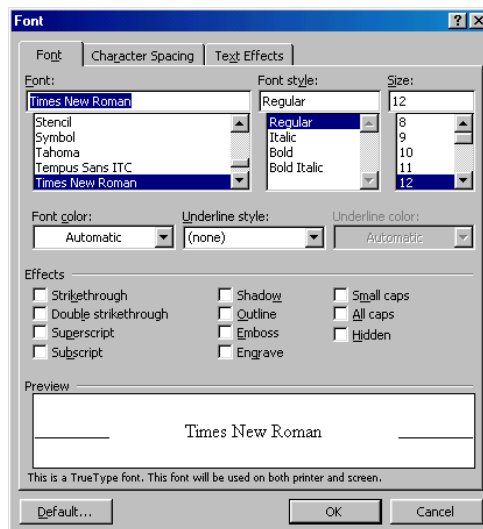 Font
Font Character Spacing Text Effects
Font: Font style: Size:
Times New Roman Regular 12
Stencil Regular 8
Symbol Italic 9
Tahoma Bold 10
Tempus Sans ITC Bold Italic 11
Times New Roman 12
Font color: Underline style: Underline color:
Automatic (none) Automatic
Effects
Strikethrough Shadow Small caps
Double strikethrough Outline All caps
Superscript Emboss Hidden
Subscript Engrave
Preview
Times New Roman
This is a TrueType font. This font will be used on both printer and screen.
Default... OK Cancel